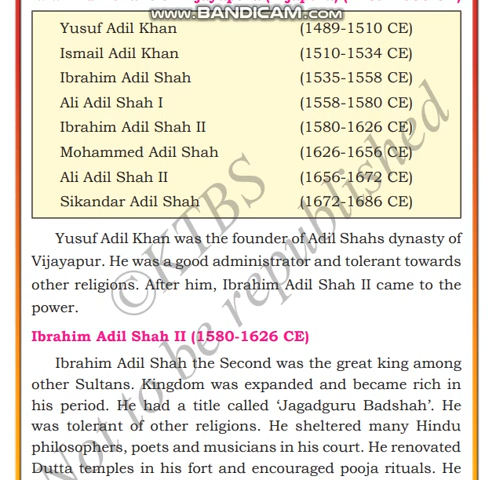 www.BANDICAM.com
Yusuf Adil Khan (1489-1510 CE)
Ismail Adil Khan (1510-1534 CE)
Ibrahim Adil Shah (1535-1558 CE)
Ali Adil Shah I (1558-1580 CE)
Ibrahim Adil Shah II (1580-1626 CE)
Mohammed Adil Shah (1626-1656 CE)
Ali Adil Shah II (1656-1672 CE)
Sikandar Adil Shah (1672-1686 CE)
Yusuf Adil Khan was the founder of Adil Shahs dynasty of
Vijayapur. He was a good administrator and tolerant towards
other religions. After him, Ibrahim Adil Shah II came to the
power.
Ibrahim Adil Shah II (1580-1626 CE)
Ibrahim Adil Shah the Second was the great king among
other Sultans. Kingdom was expanded and became rich in
his period. He had a title called ‘Jagadguru Badshah’. He
was tolerant of other religions. He sheltered many Hindu
philosophers, poets and musicians in his court. He renovated
Dutta temples in his fort and encouraged pooja rituals. He
©KTBS
Not to be republished